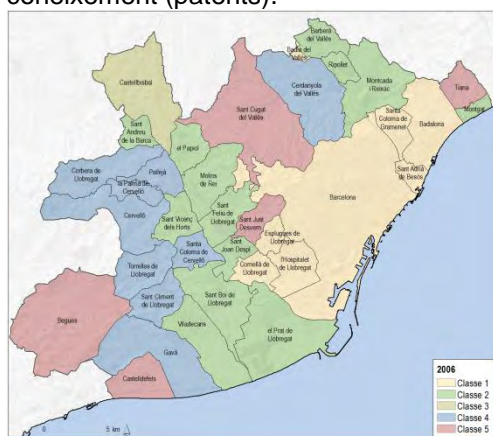 coneixement (patents).
Barberà
del Vallès
Badia del
Vallès
Ripollet
Castellbisbal
Cerdanyola
del Vallès
Montcada
i Reixac
Tiana
Sant Cugat
del Vallès
Montgat
Santa
Coloma de
Gramenet
Badalona
Sant
Andreu
de la Barca
el Papiol
Sant Adrià
de Besòs
Corbera de
Llobregat
Pallejà
Molins
de Rei
la Palma de
Cervelló
Barcelona
Cervelló
Sant Vicenç
dels Horts
Sant
Feliu de
Llobregat
Sant Just
Desvern
Esplugues de
Llobregat
Santa
Coloma de
Cervelló
Sant
Joan Despí
l'Hospitalet
de Llobregat
Torrelles de
Llobregat
Cornellà de
Llobregat
Sant Climent
de Llobregat
Sant Boi de
Llobregat
Begues
Viladecans
el Prat de
Llobregat
Gavà
Castelldefels
2006
Classe 1
Classe 2
Classe 3
Classe 4
Classe 5
0 5 km